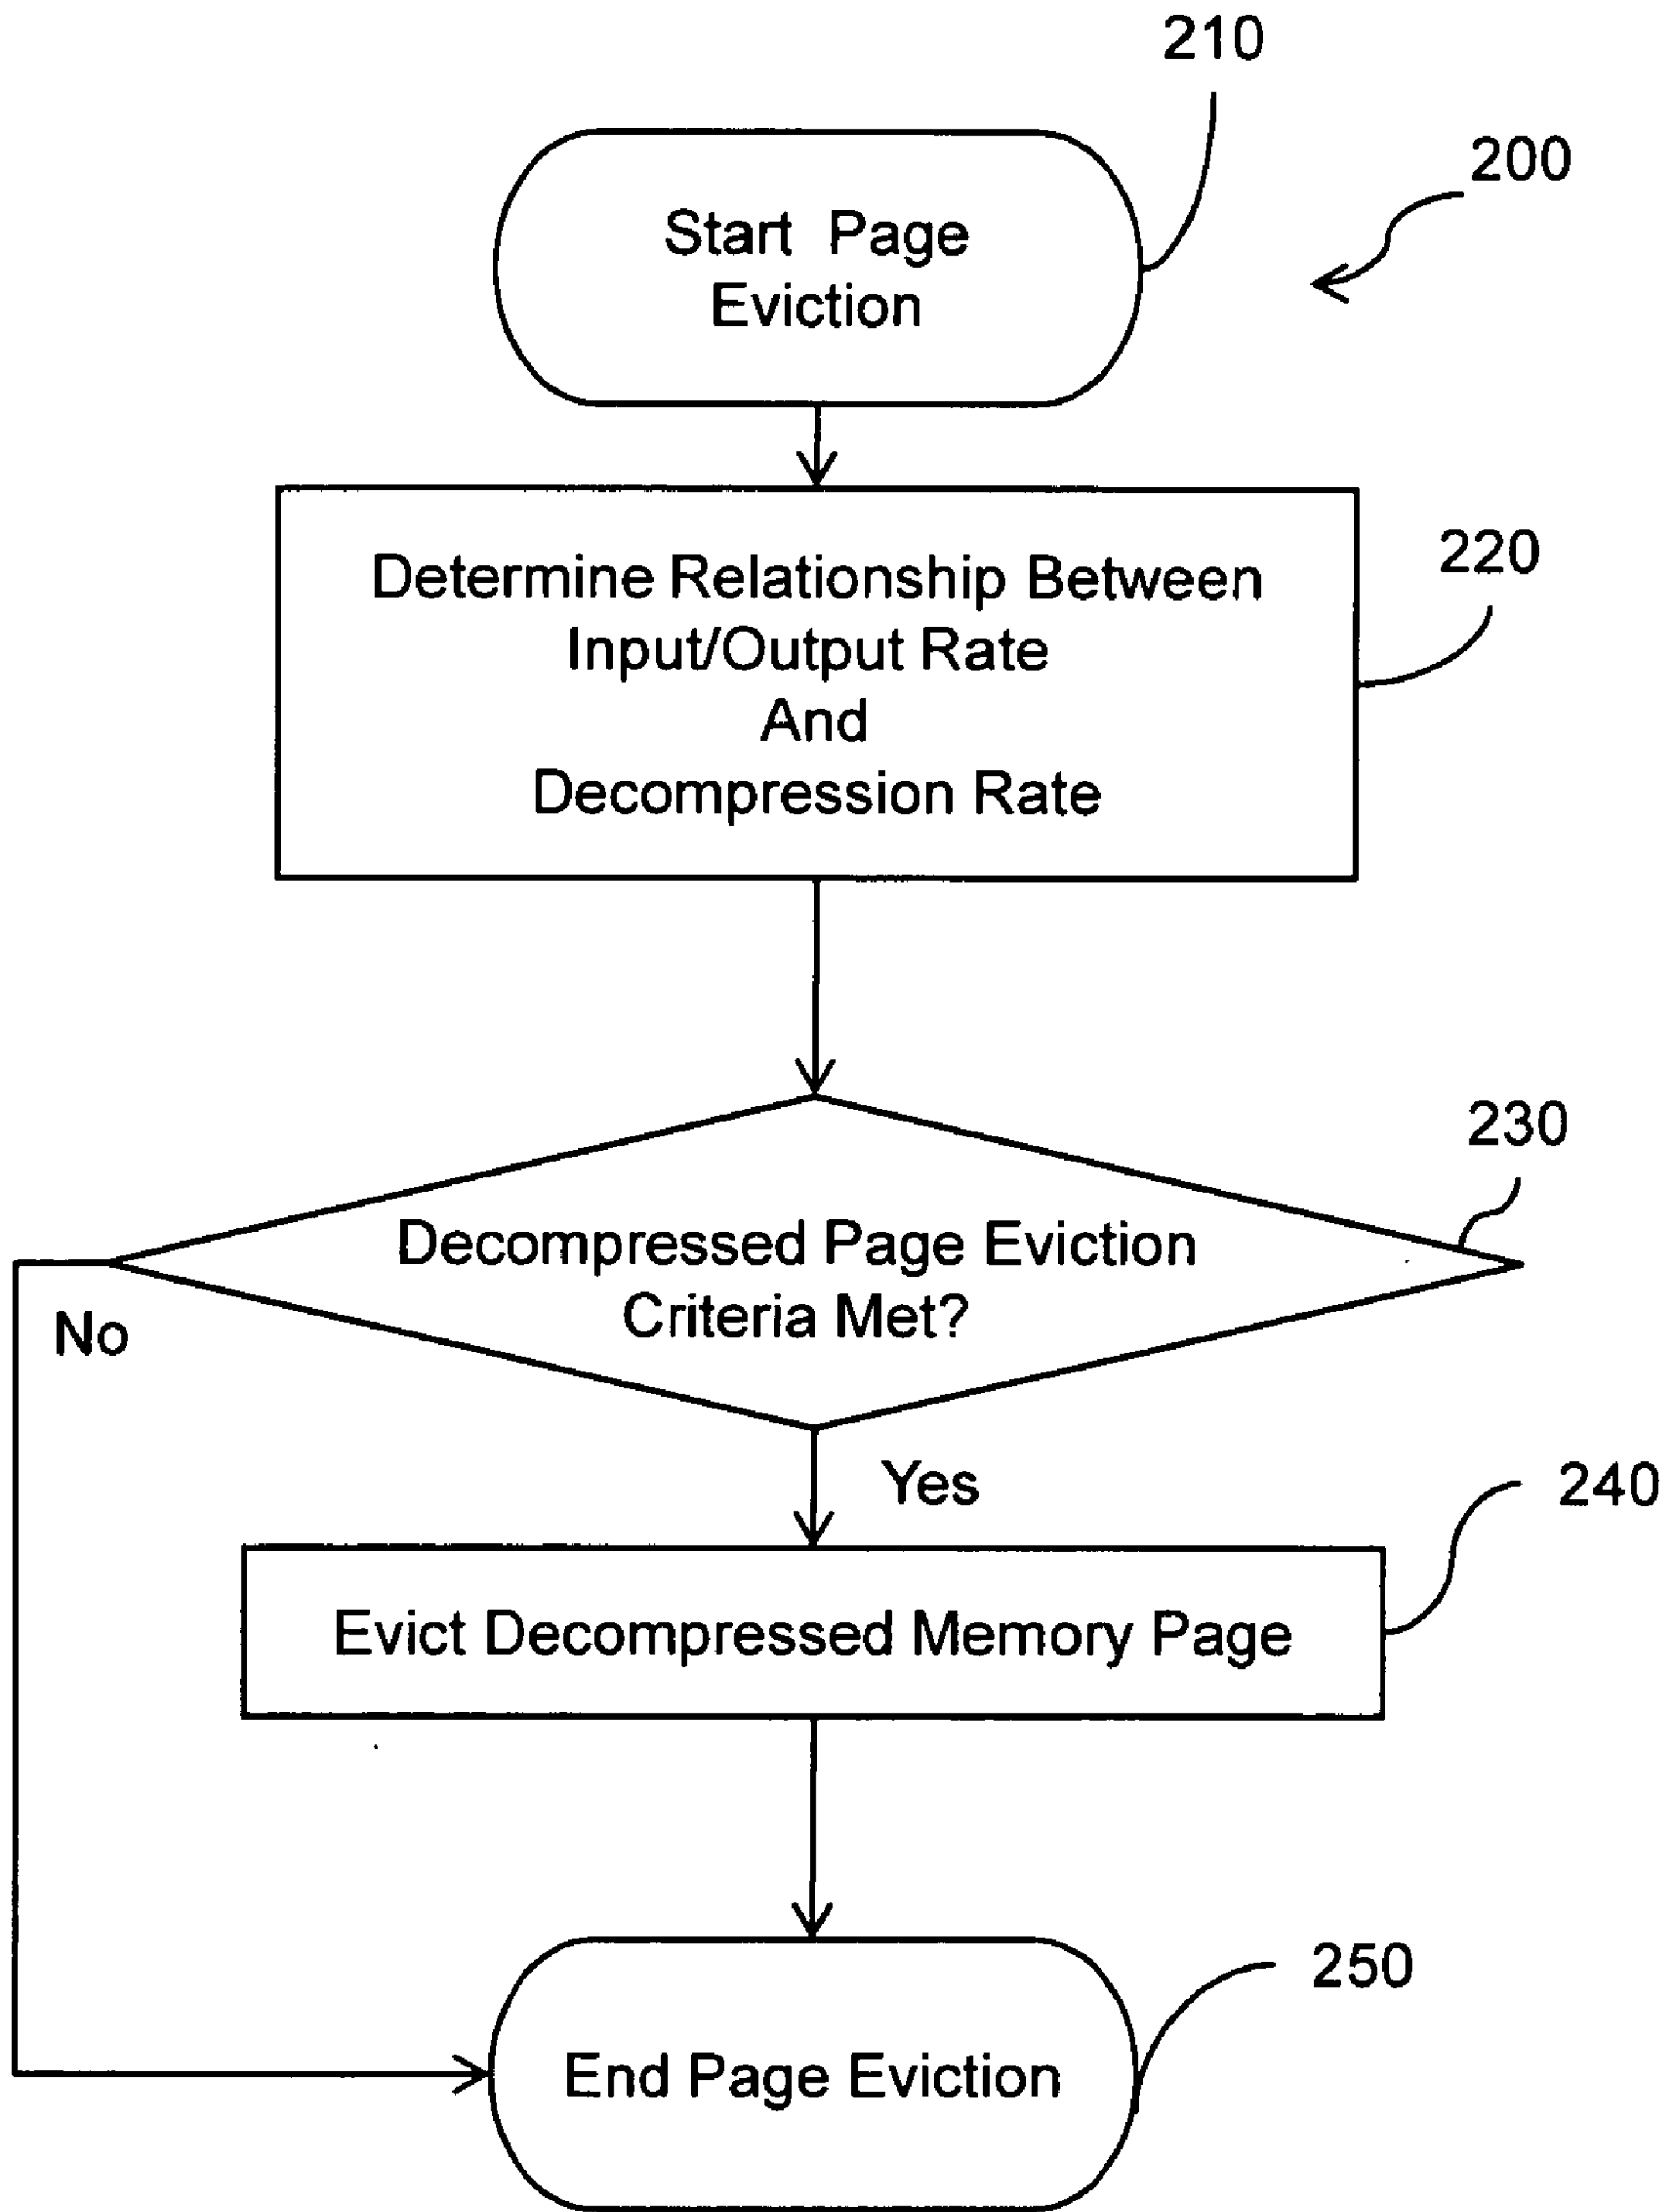 210
200
Start Page
Eviction
220
Determine Relationship Between
Input/Output Rate
And
Decompression Rate
230
Decompressed Page Eviction
Criteria Met?
No
Yes
240
Evict Decompressed Memory Page
250
End Page Eviction